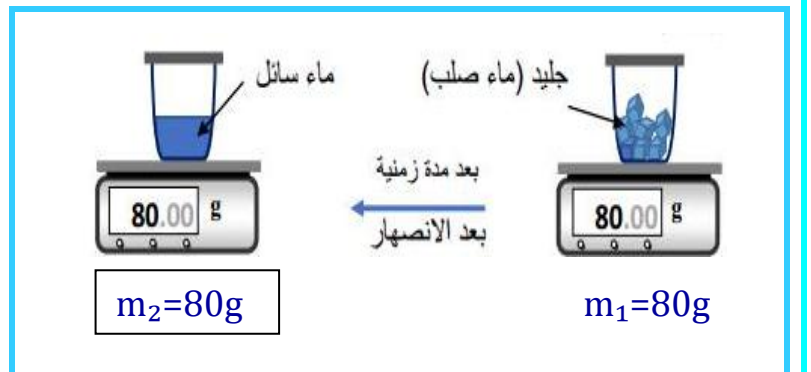 جليد (ماء صلب)
ماء سائل
بعد مدة زمنية
بعد الانصهار
80.00 g
80.00 g
m₁=80g
m₂=80g